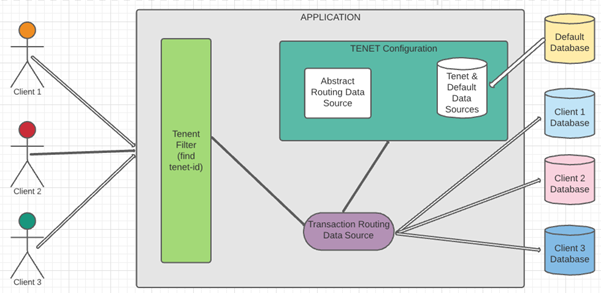 APPLICATION
TENET Configuration
Default
Database
Abstract
Routing Data
Source
Tenet &
Default
Data
Sources
Client 1
Tenent
Filter
(find
tenet-id)
Client 1
Database
Client 2
Client 2
Database
Transaction Routing
Data Source
Client 3
Client 3
Database